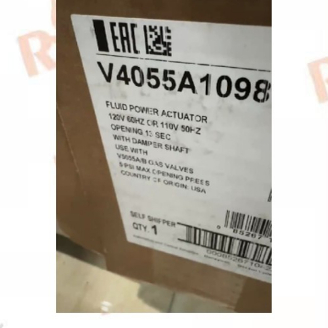 EAC
V4055A1098
FLUID POWER ACTUATOR
120V 60HZ OR 110V 50HZ
OPENING 13 SEC
WITH DAMPER SHAFT
USE WITH
V5055A/B GAS VALVES
5 PSI MAX OPENING PRESS
COUNTRY OF ORIGIN: USA
SELF SHIPPER
QTY. 1